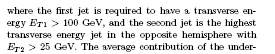 where the first jet is required to have a transverse en-
ergy E_{T1} > 100 GeV, and the second jet is the highest
transverse energy jet in the opposite hemisphere with
E_{T2} > 25 GeV. The average contribution of the under-